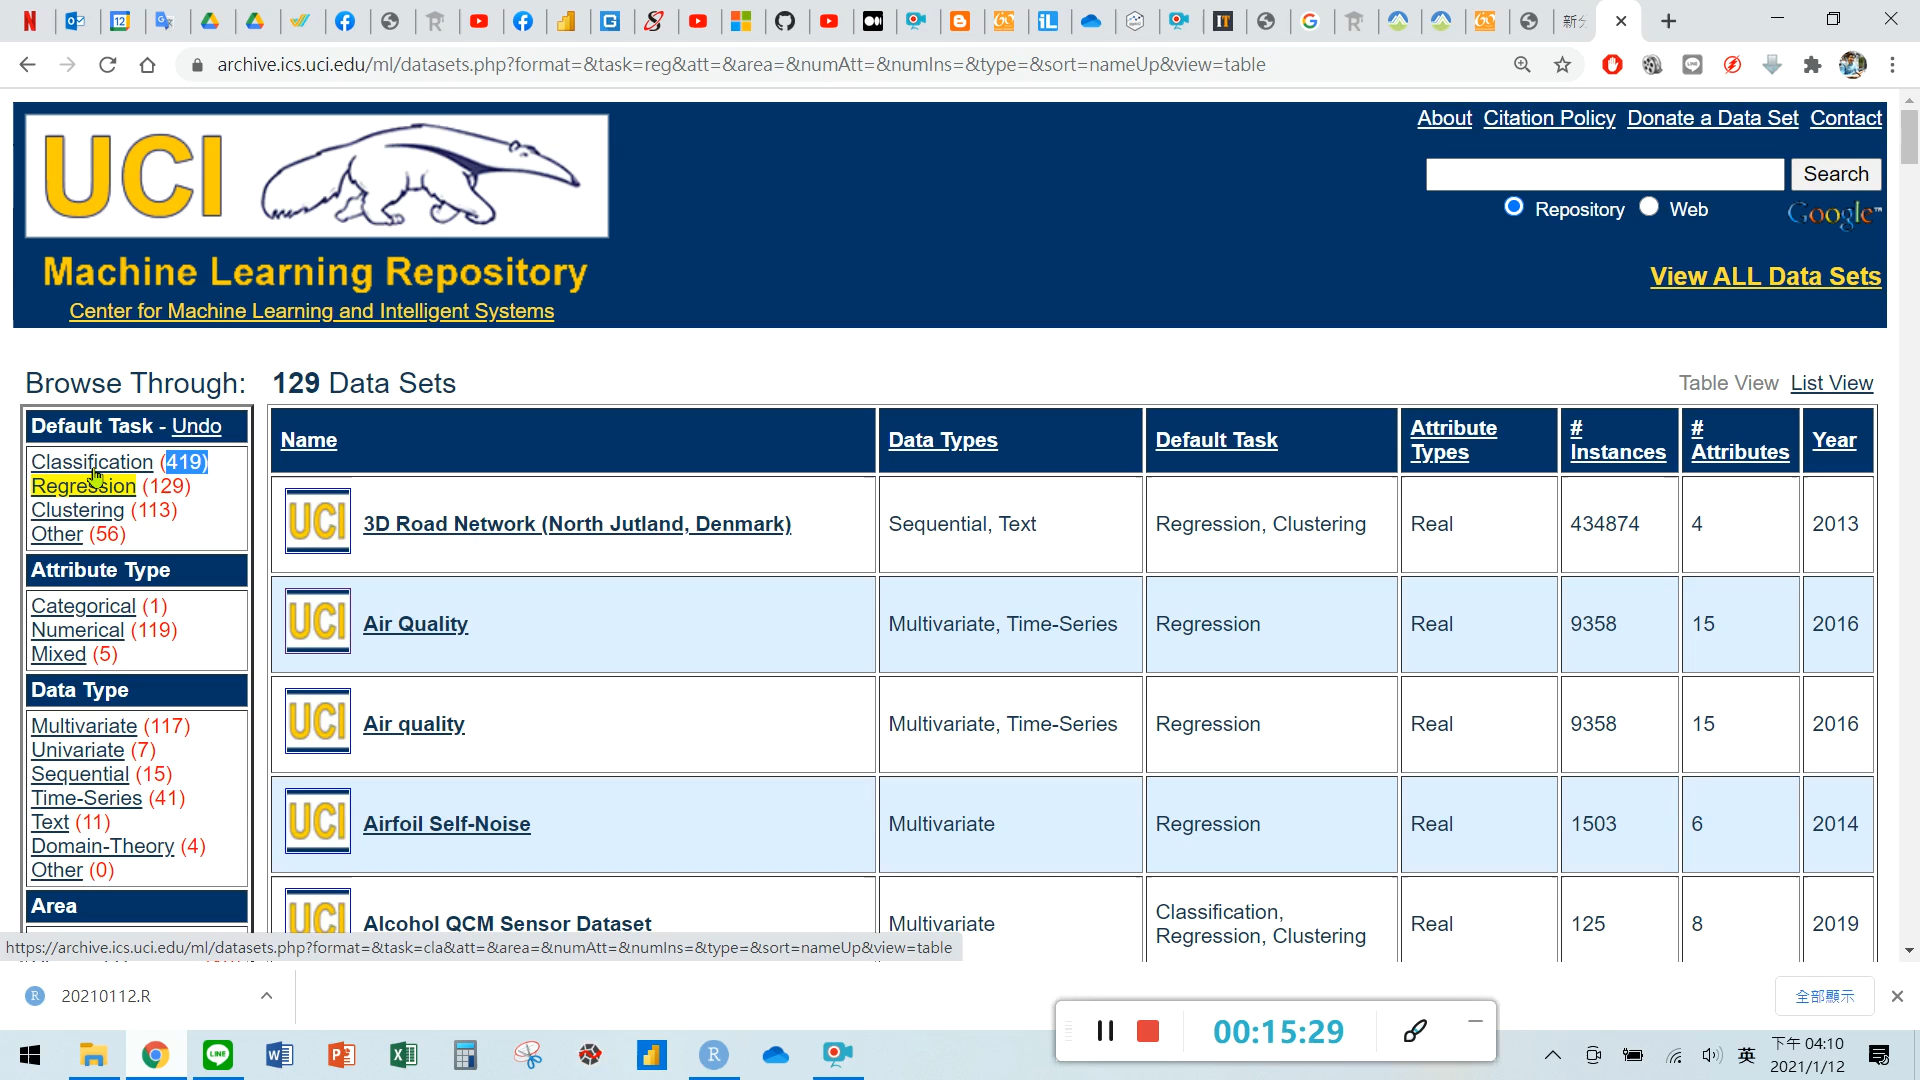 新
archive.ics.uci.edu/ml/datasets.php?format=&task=reg&att=&area=&numAtt=&numIns=&type=&sort=nameUp&view=table
About Citation Policy Donate a Data Set Contact
UCI
Search
Repository Web
Google™
Machine Learning Repository
View ALL Data Sets
Center for Machine Learning and Intelligent Systems
Browse Through:
129 Data Sets
Table View List View
Default Task - Undo
Classification (419)
Regression (129)
Clustering (113)
Other (56)
Attribute Type
Categorical (1)
Numerical (119)
Mixed (5)
Data Type
Multivariate (117)
Univariate (7)
Sequential (15)
Time-Series (41)
Text (11)
Domain-Theory (4)
Other (0)
Area
Name Data Types Default Task Attribute Types # Instances # Attributes Year
UCI 3D Road Network (North Jutland, Denmark) Sequential, Text Regression, Clustering Real 434874 4 2013
UCI Air Quality Multivariate, Time-Series Regression Real 9358 15 2016
UCI Air quality Multivariate, Time-Series Regression Real 9358 15 2016
UCI Airfoil Self-Noise Multivariate Regression Real 1503 6 2014
UCI Alcohol QCM Sensor Dataset Multivariate Classification, Regression, Clustering Real 125 8 2019
https://archive.ics.uci.edu/ml/datasets.php?format=&task=cla&att=&area=&numAtt=&numIns=&type=&sort=nameUp&view=table
20210112.R
全部顯示
00:15:29
英
下午 04:10
2021/1/12